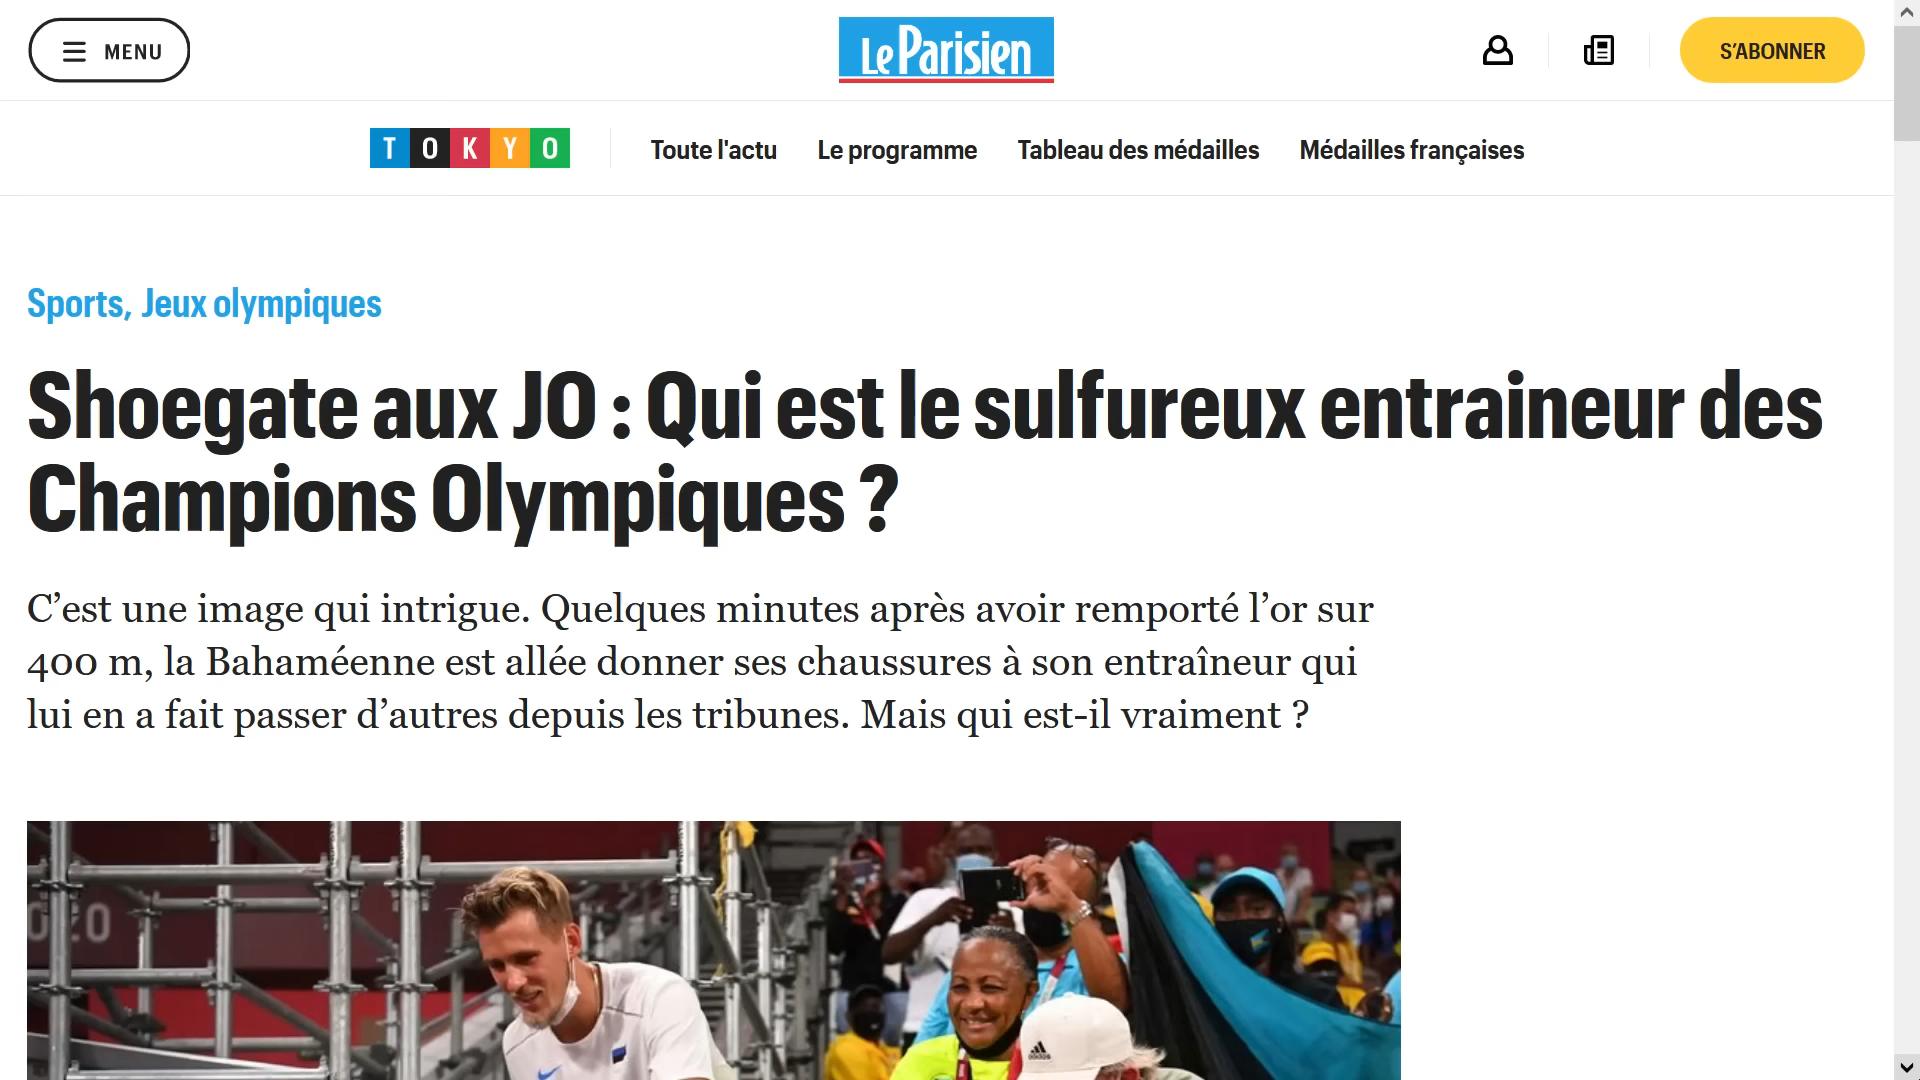 MENU
Le Parisien
S’ABONNER
TOKYO
Toute l'actu
Le programme
Tableau des médailles
Médailles françaises
Sports, Jeux olympiques
Shoegate aux JO : Qui est le sulfureux entraineur des
Champions Olympiques ?
C’est une image qui intrigue. Quelques minutes après avoir remporté l’or sur
400 m, la Bahaméenne est allée donner ses chaussures à son entraîneur qui
lui en a fait passer d’autres depuis les tribunes. Mais qui est-il vraiment ?
020
adidas